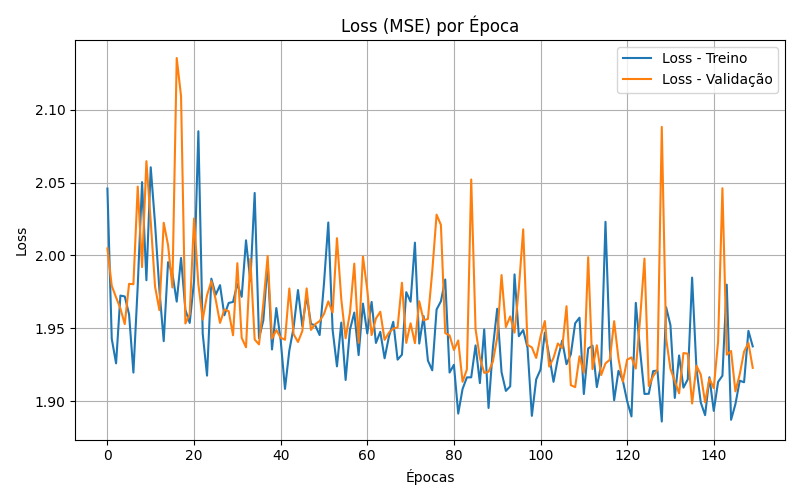 Loss (MSE) por Época
Loss - Treino
Loss - Validação
Loss
2.10
2.05
2.00
1.95
1.90
0 20 40 60 80 100 120 140
Épocas